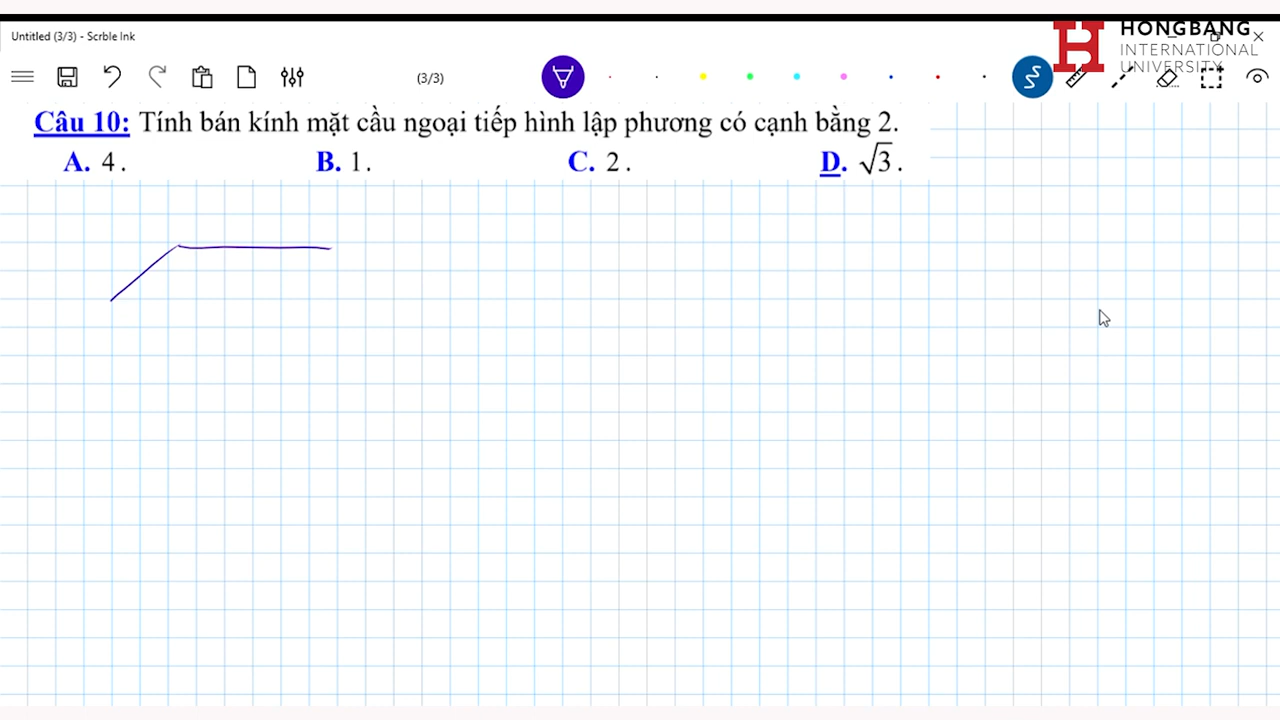 Untitled (3/3) - Scrble Ink
HONGBANG
INTERNATIONAL
UNIVERSITY
(3/3)
Câu 10: Tính bán kính mặt cầu ngoại tiếp hình lập phương có cạnh bằng 2.
A. 4. B. 1. C. 2. D. √3.